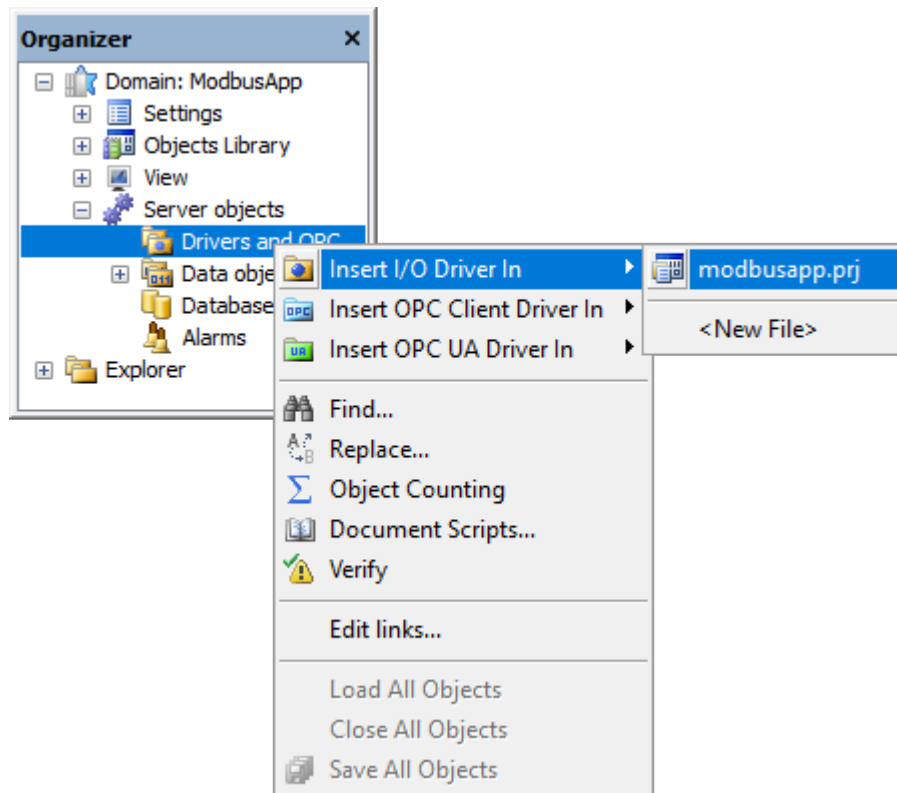 Organizer
Domain: ModbusApp
Settings
Objects Library
View
Server objects
Drivers and OPC
Data obje
Database
Alarms
Explorer
Insert I/O Driver In
Insert OPC Client Driver In
Insert OPC UA Driver In
Find...
Replace...
Object Counting
Document Scripts...
Verify
Edit links...
Load All Objects
Close All Objects
Save All Objects
modbusapp.prj
<New File>